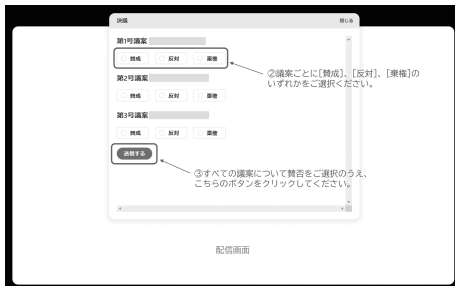 決議 閉じる
第1号議案
賛成 反対 棄権
②議案ごとに[賛成]、[反対]、[棄権]の
いずれかをご選択ください。
第2号議案
賛成 反対 棄権
第3号議案
賛成 反対 棄権
送信する
③すべての議案について賛否をご選択のうえ、
こちらのボタンをクリックしてください。
配信画面